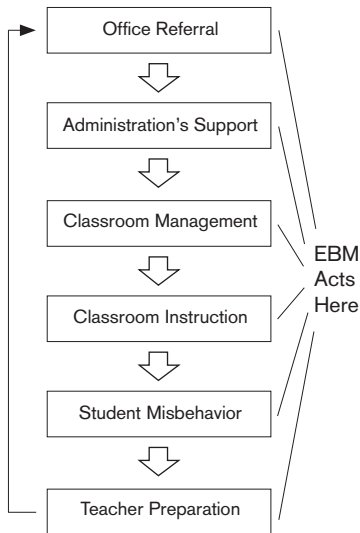 Office Referral
Administration's Support
Classroom Management
Classroom Instruction
Student Misbehavior
Teacher Preparation
EBM
Acts
Here